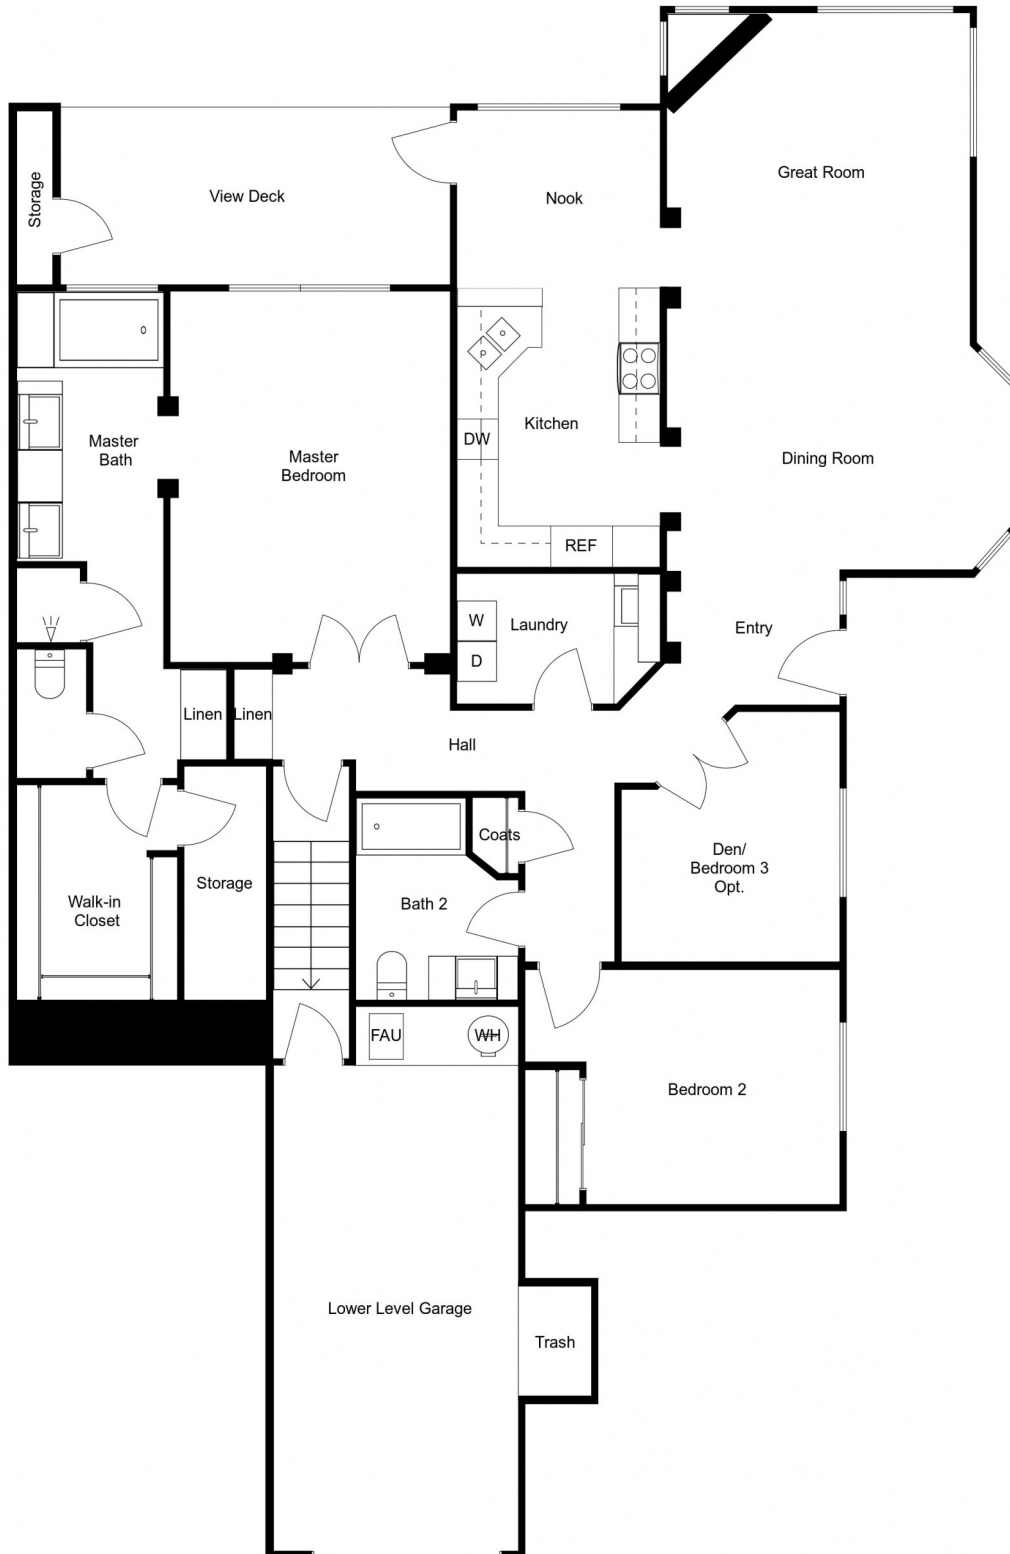 Great Room
Storage
View Deck
Nook
Kitchen
DW
Master
Bath
Master
Bedroom
Dining Room
REF
W
D
Laundry
Entry
Linen
Linen
Hall
Coats
Den/
Bedroom 3
Opt.
Storage
Walk-in
Closet
Bath 2
FAU
WH
Bedroom 2
Lower Level Garage
Trash